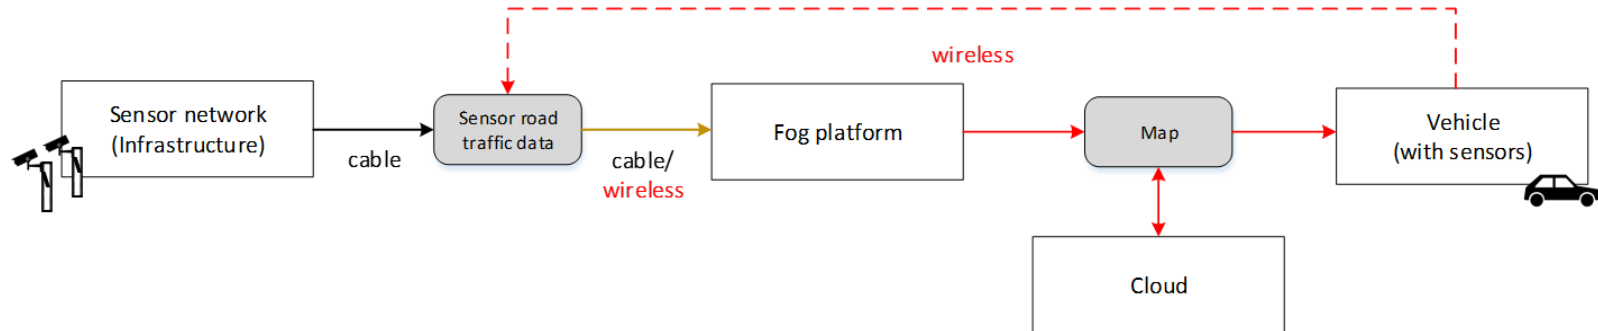 wireless
Sensor network
(Infrastructure)
cable
Sensor road
traffic data
cable/
wireless
Fog platform
Map
Vehicle
(with sensors)
Cloud